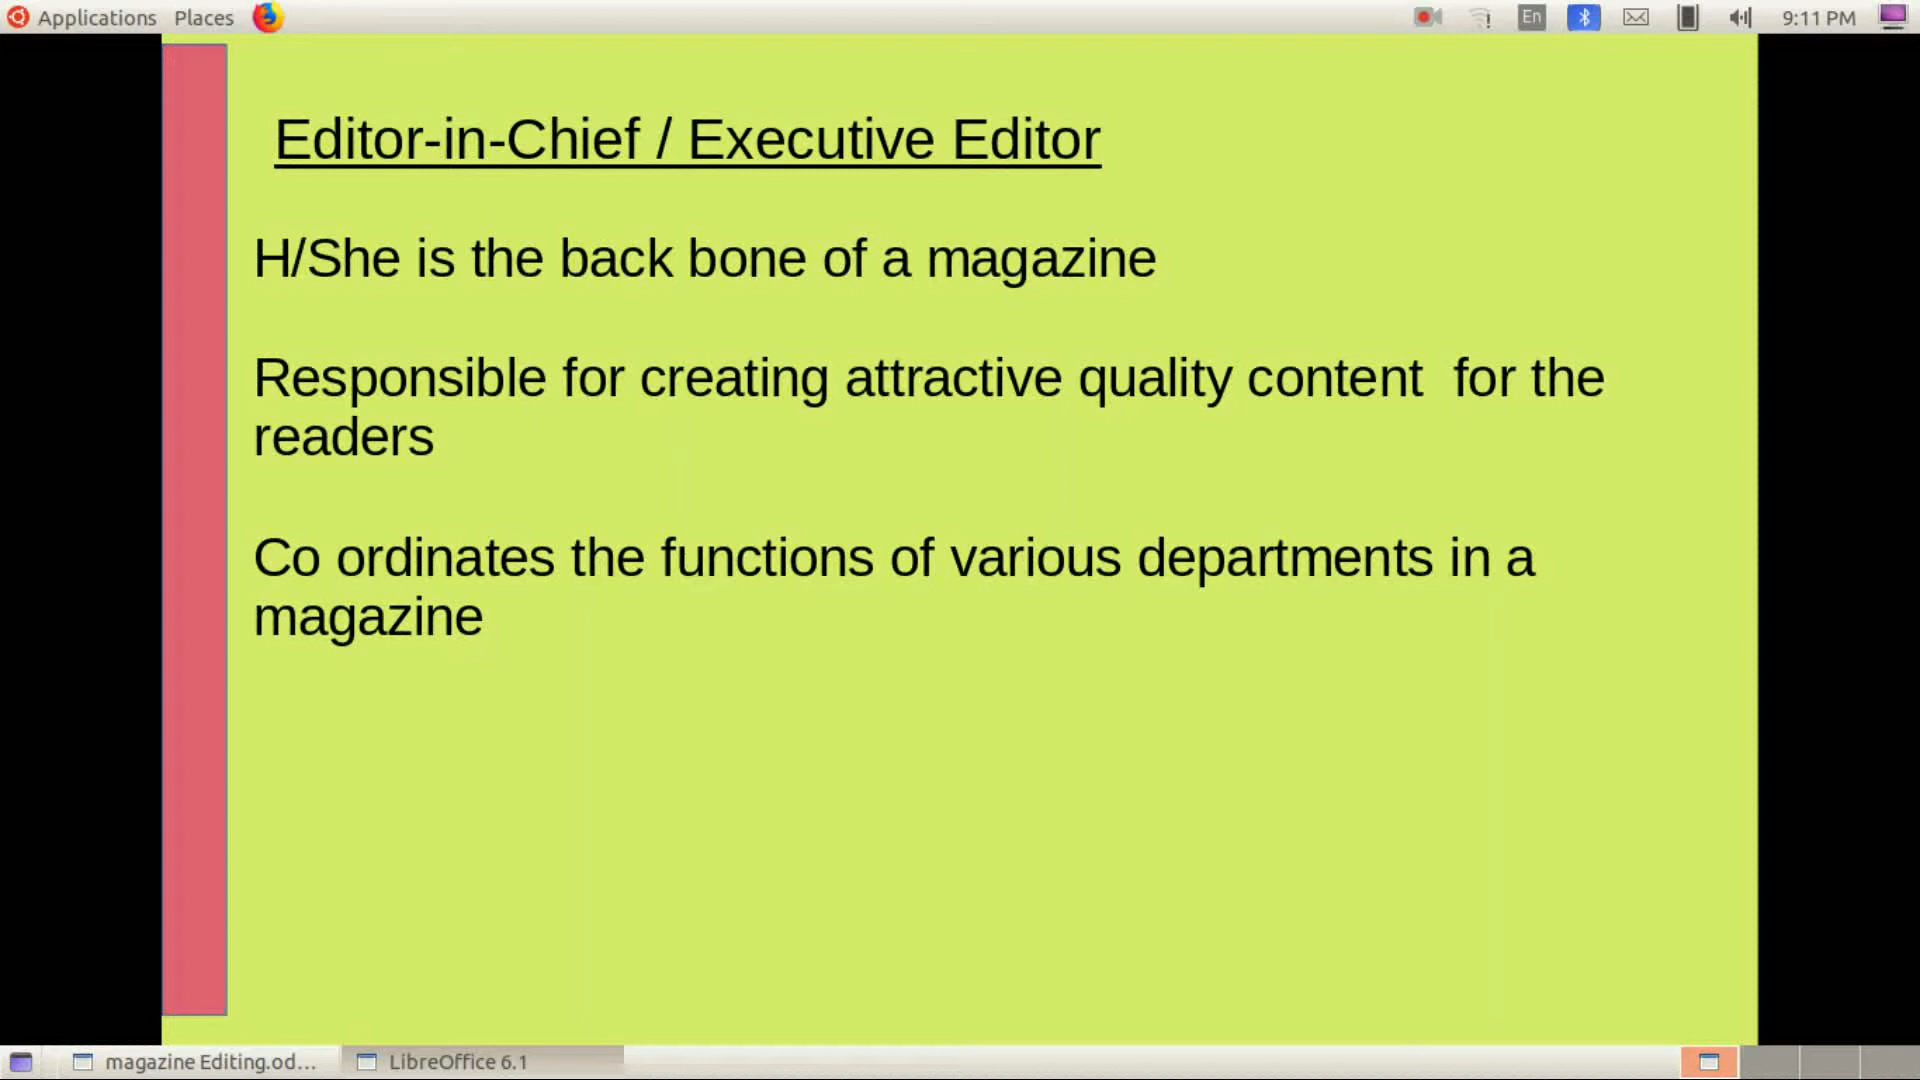 Applications Places
En
9:11 PM
Editor-in-Chief / Executive Editor
H/She is the back bone of a magazine
Responsible for creating attractive quality content  for the
readers
Co ordinates the functions of various departments in a
magazine
magazine Editing.od...
LibreOffice 6.1